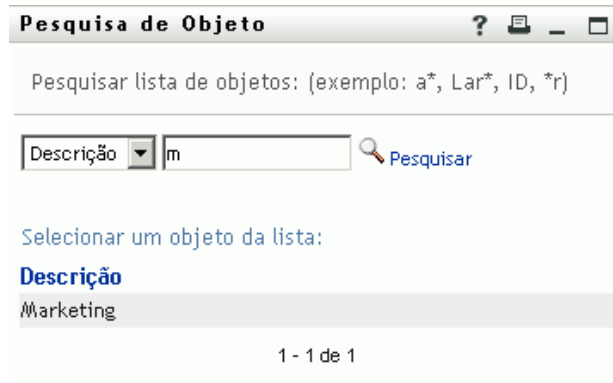 Pesquisa de Objeto ?
Pesquisar lista de objetos: (exemplo: a*, Lar*, ID, *r)
Descrição m Pesquisar
Selecionar um objeto da lista:
Descrição
Marketing
1 - 1 de 1